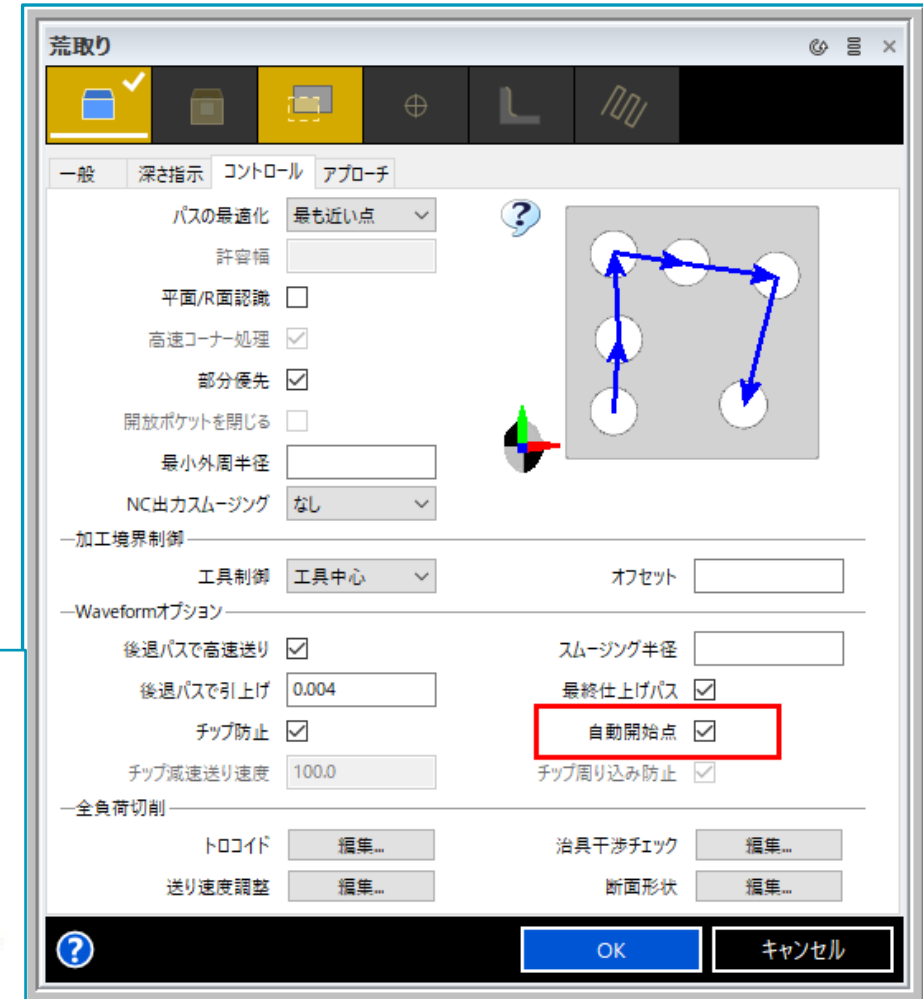 荒取り
一般 深さ指示 コントロール アプローチ
パスの最適化 最も近い点
許容幅
平面/R面認識
高速コーナー処理
部分優先
開放ポケットを閉じる
最小外周半径
NC出力スムージング なし
加工境界制御
工具制御 工具中心 オフセット
Waveformオプション
後退パスで高速送り スムージング半径
後退パスで引上げ 0.004 最終仕上げパス
チップ防止 自動開始点
チップ減速送り速度 100.0 チップ周り込み防止
全負荷切削
トロコイド 編集... 治具干渉チェック 編集...
送り速度調整 編集... 断面形状 編集...
? OK キャンセル